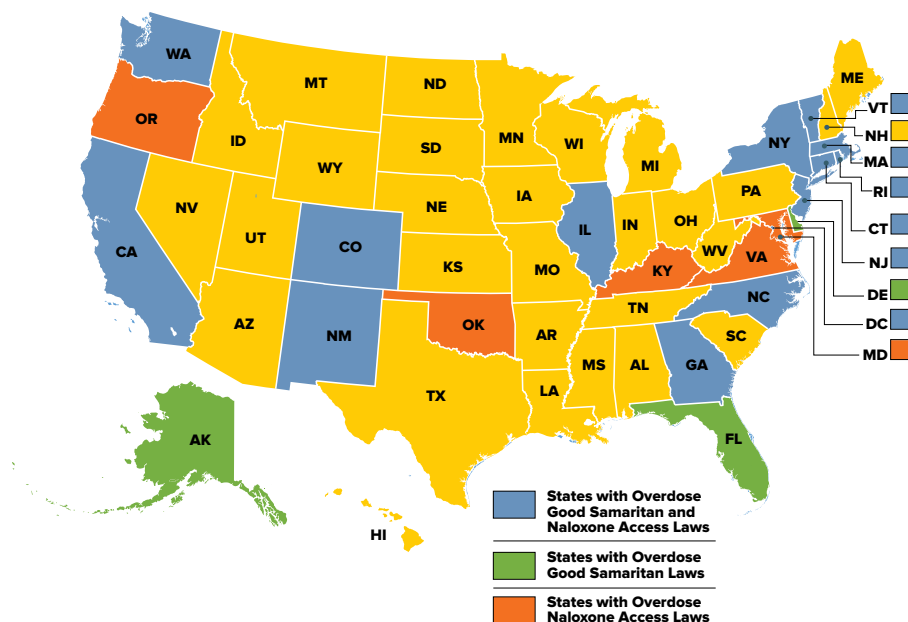 WA
MT
ND
ME
OR
MN
VT
ID
SD
WI
NY
NH
WY
MI
MA
IA
PA
RI
NE
NV
OH
IL
IN
UT
CO
WV
CT
CA
VA
KS
MO
KY
NJ
DE
NC
TN
AZ
OK
DC
NM
AR
SC
MD
MS
AL
GA
LA
TX
AK
FL
HI
States with Overdose
Good Samaritan and
Naloxone Access Laws
States with Overdose
Good Samaritan Laws
States with Overdose
Naloxone Access Laws